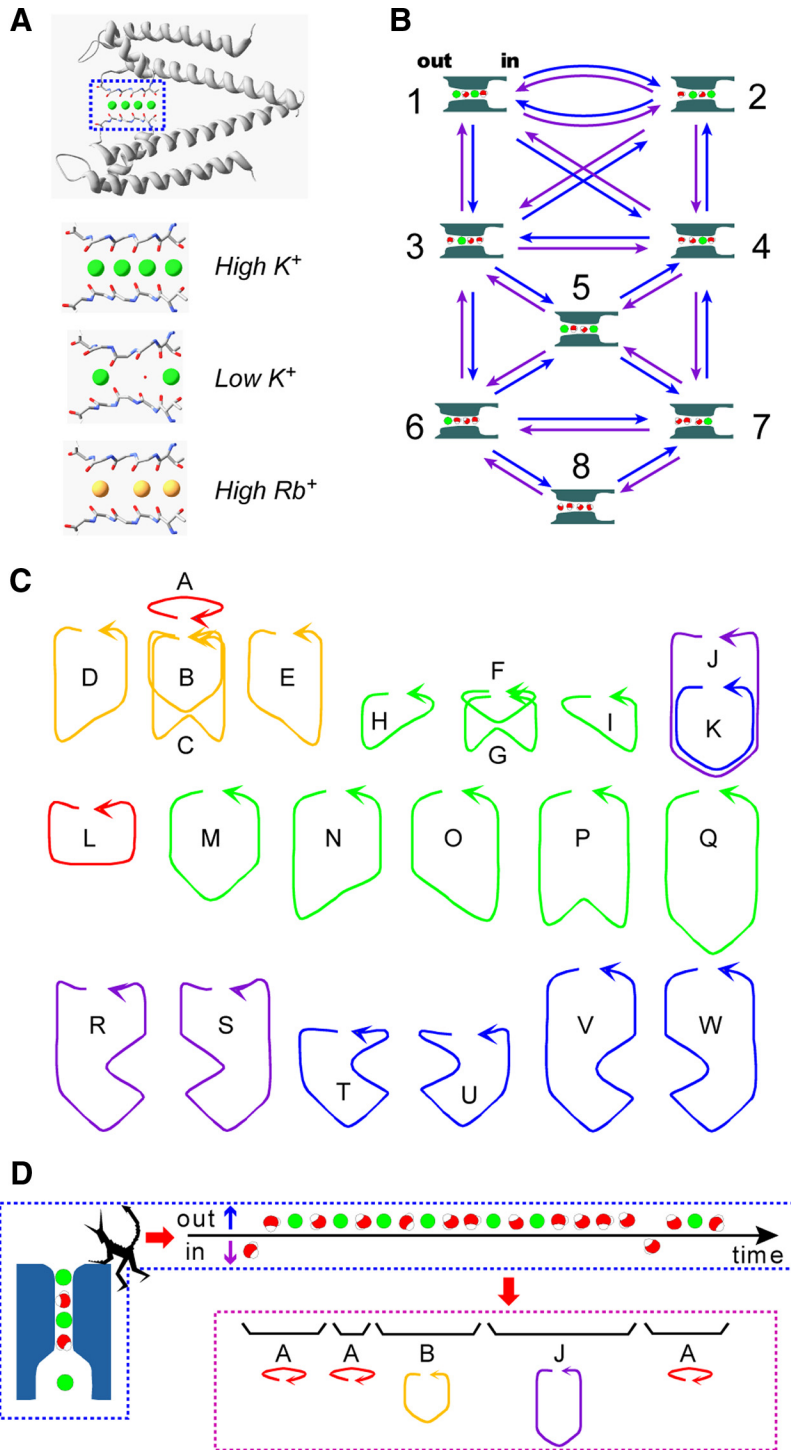 A
High K+
Low K+
High Rb+
B
out in
1 2
3 4
5
6 7
8
C
A
D B E
C
F
H I
G
J
K
L M N O P Q
R S T U V W
D
out
in
time
A A B J A